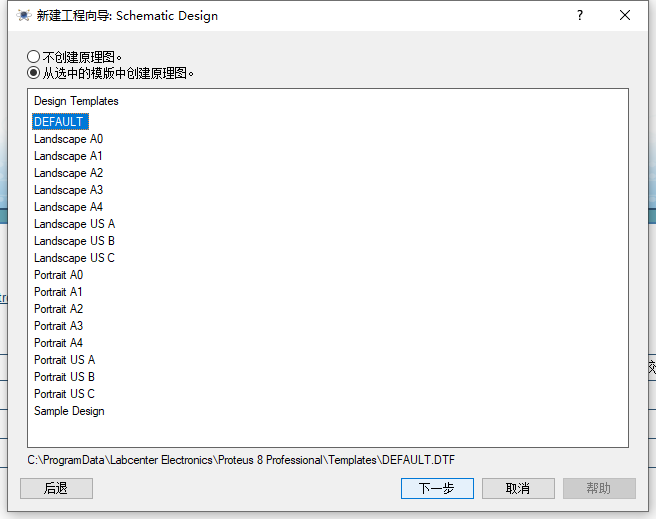 新建工程向导: Schematic Design
不创建原理图。
从选中的模版中创建原理图。
Design Templates
DEFAULT
Landscape A0
Landscape A1
Landscape A2
Landscape A3
Landscape A4
Landscape US A
Landscape US B
Landscape US C
Portrait A0
Portrait A1
Portrait A2
Portrait A3
Portrait A4
Portrait US A
Portrait US B
Portrait US C
Sample Design
C:\ProgramData\Labcenter Electronics\Proteus 8 Professional\Templates\DEFAULT.DTF
后退 下一步 取消 帮助